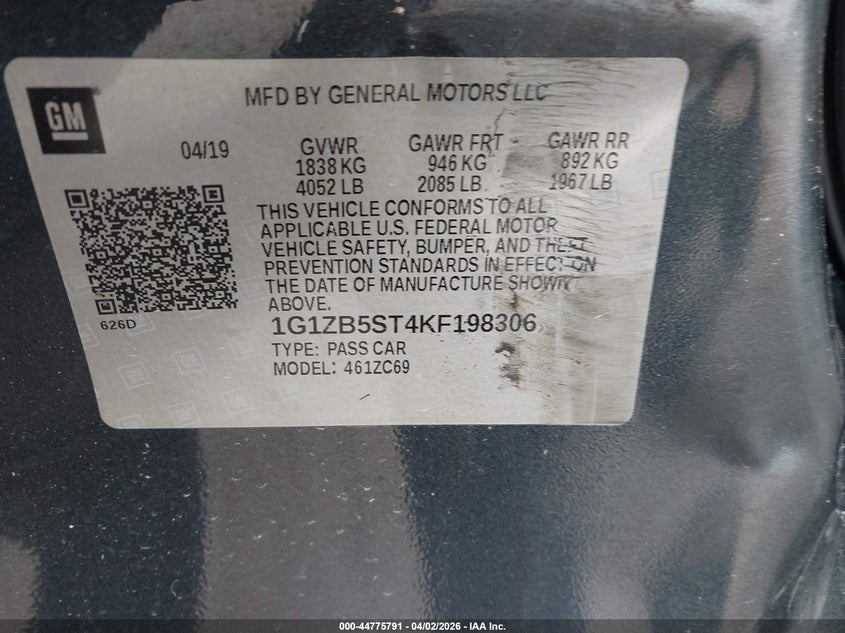 GM
MFD BY GENERAL MOTORS LLC
04/19
GVWR GAWR FRT GAWR RR
1838 KG 946 KG 892 KG
4052 LB 2085 LB 1967 LB
THIS VEHICLE CONFORMS TO ALL
APPLICABLE U.S. FEDERAL MOTOR
VEHICLE SAFETY, BUMPER, AND THEFT
PREVENTION STANDARDS IN EFFECT ON
THE DATE OF MANUFACTURE SHOWN
ABOVE.
626D
1G1ZB5ST4KF198306
TYPE: PASS CAR
MODEL: 461ZC69
000-44775791 - 04/02/2026 - IAA Inc.